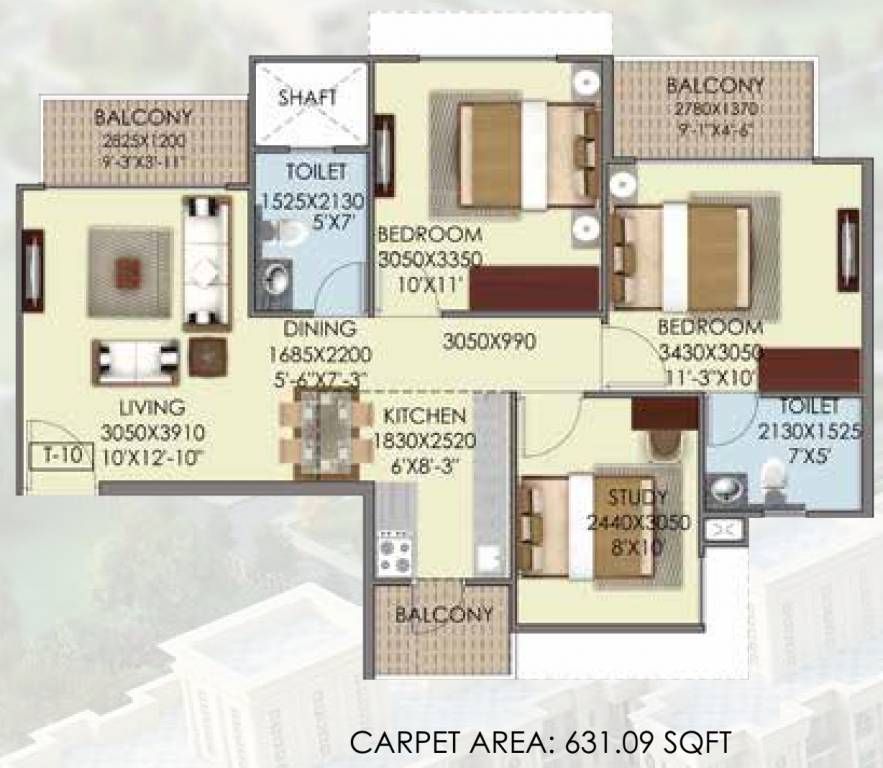 BALCONY
2825X1200
9'-3"X3'-11"
SHAFT
TOILET
1525X2130
5'X7'
BEDROOM
3050X3350
10'X11'
BALCONY
2780X1370
9'-1"X4'-6"
DINING
1685X2200
5'-6"X7'-3"
3050X990
BEDROOM
3430X3050
11'-3"X10'
LIVING
3050X3910
10'X12'-10"
T-10
KITCHEN
1830X2520
6'X8'-3"
TOILET
2130X1525
7'X5'
STUDY
2440X3050
8'X10'
BALCONY
CARPET AREA: 631.09 SQFT